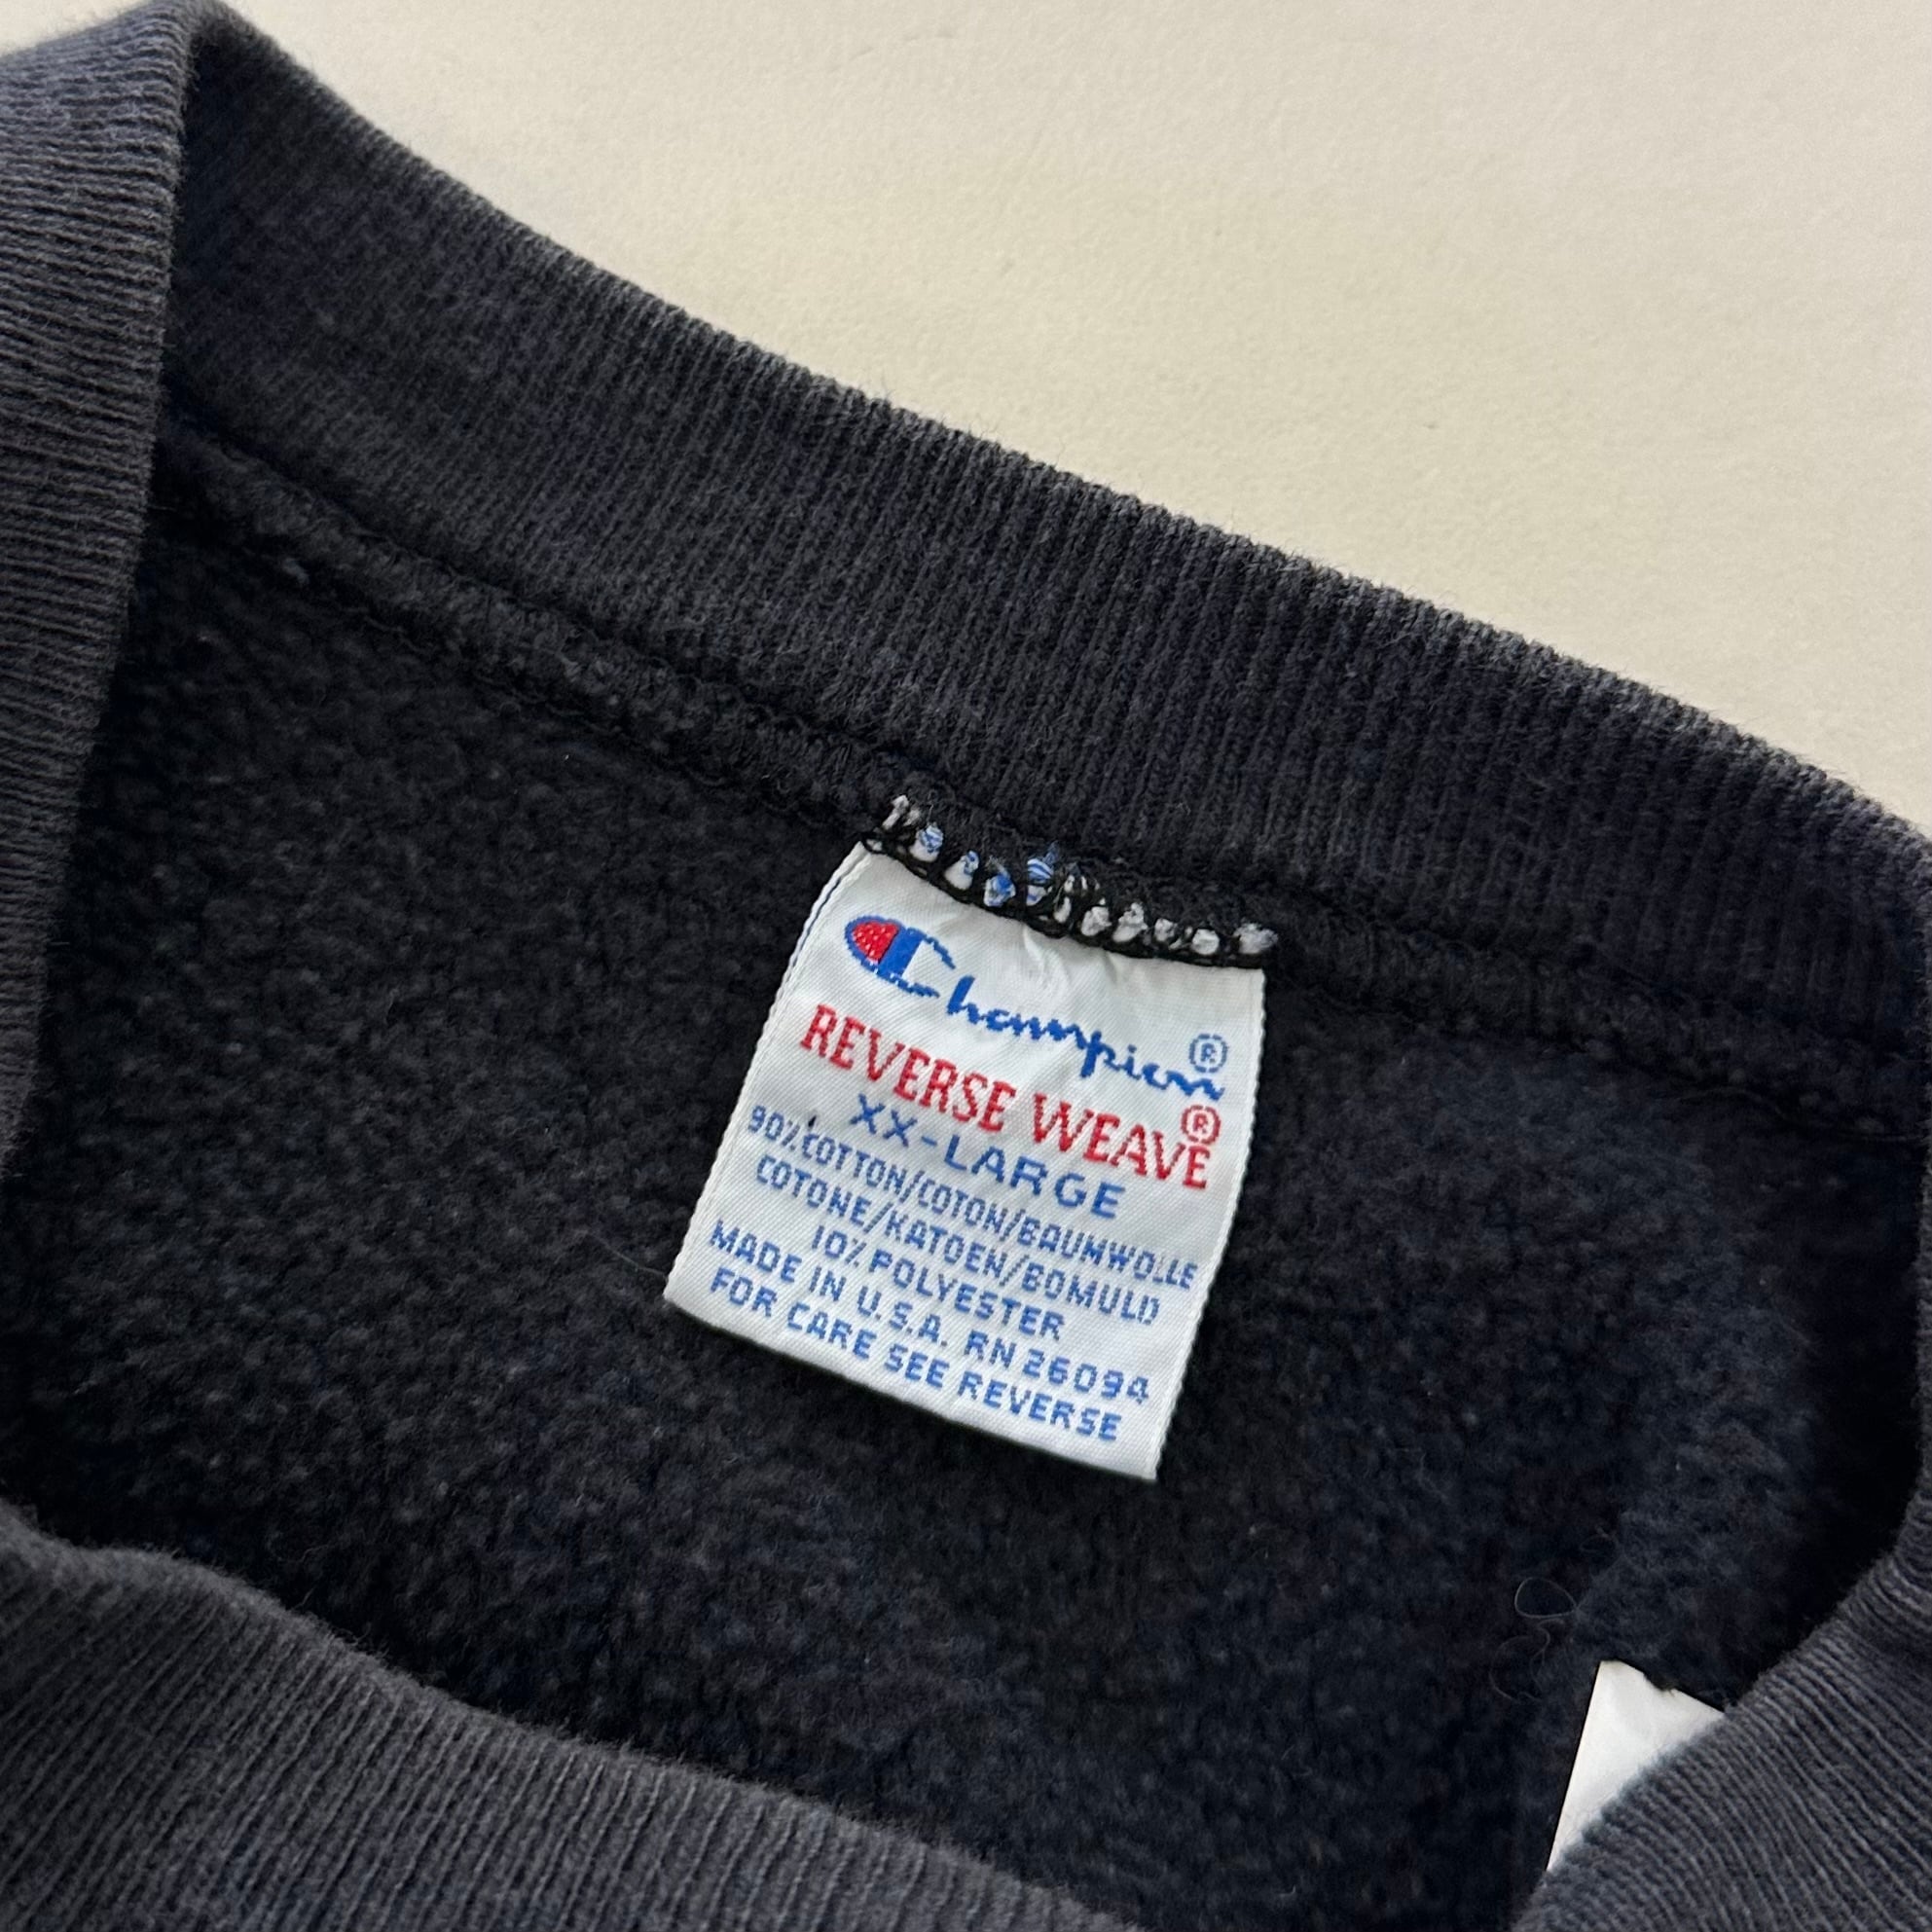 Champion®
REVERSE WEAVE®
XX-LARGE
90% COTTON/COTON/BAUMWOLLE
COTONE/KATOEN/BOMULD
10% POLYESTER
MADE IN U.S.A. RN 26094
FOR CARE SEE REVERSE